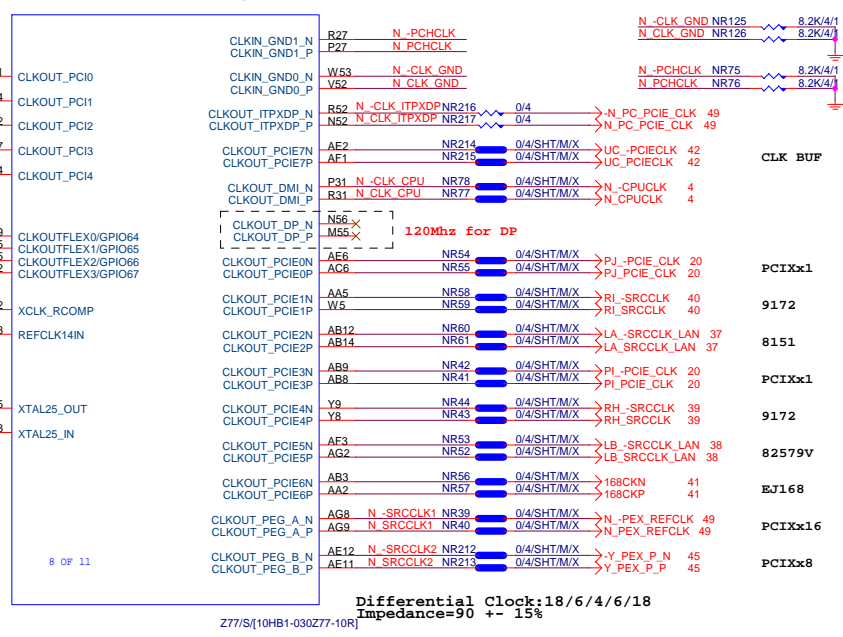 N_-CLK_GND NR125 8.2K/4/1
N_CLK_GND NR126 8.2K/4/1
CLKIN_GND1_N R27 N_-PCHCLK
CLKIN_GND1_P P27 N_PCHCLK
CLKOUT_PCI0 CLKIN_GND0_N W53 N_-CLK_GND N_-PCHCLK NR75 8.2K/4/1
CLKIN_GND0_P V52 N_CLK_GND N_PCHCLK NR76 8.2K/4/1
CLKOUT_PCI1
CLKOUT_ITPXDP_N R52 N_-CLK_ITPXDP NR216 0/4 -N_PC_PCIE_CLK 49
CLKOUT_PCI2 CLKOUT_ITPXDP_P N52 N_CLK_ITPXDP NR217 0/4 N_PC_PCIE_CLK 49
CLKOUT_PCI3 CLKOUT_PCIE7N AE2 NR214 0/4/SHT/M/X UC_-PCIECLK 42
CLKOUT_PCIE7P AF1 NR215 0/4/SHT/M/X UC_PCIECLK 42 CLK BUF
CLKOUT_PCI4
CLKOUT_DMI_N P31 N_-CLK_CPU NR78 0/4/SHT/M/X N_-CPUCLK 4
CLKOUT_DMI_P R31 N_CLK_CPU NR77 0/4/SHT/M/X N_CPUCLK 4
CLKOUT_DP_N N56
CLKOUT_DP_P M55 120Mhz for DP
CLKOUTFLEX0/GPIO64
CLKOUTFLEX1/GPIO65
CLKOUTFLEX2/GPIO66 CLKOUT_PCIE0N AE6 NR54 0/4/SHT/M/X PJ_-PCIE_CLK 20
CLKOUTFLEX3/GPIO67 CLKOUT_PCIE0P AC6 NR55 0/4/SHT/M/X PJ_PCIE_CLK 20 PCIXx1
CLKOUT_PCIE1N AA5 NR58 0/4/SHT/M/X RI_-SRCCLK 40
XCLK_RCOMP CLKOUT_PCIE1P W5 NR59 0/4/SHT/M/X RI_SRCCLK 40 9172
REFCLK14IN CLKOUT_PCIE2N AB12 NR60 0/4/SHT/M/X LA_-SRCCLK_LAN 37
CLKOUT_PCIE2P AB14 NR61 0/4/SHT/M/X LA_SRCCLK_LAN 37 8151
CLKOUT_PCIE3N AB9 NR42 0/4/SHT/M/X PI_-PCIE_CLK 20
CLKOUT_PCIE3P AB8 NR41 0/4/SHT/M/X PI_PCIE_CLK 20 PCIXx1
XTAL25_OUT CLKOUT_PCIE4N Y9 NR44 0/4/SHT/M/X RH_-SRCCLK 39
CLKOUT_PCIE4P Y8 NR43 0/4/SHT/M/X RH_SRCCLK 39 9172
XTAL25_IN
CLKOUT_PCIE5N AF3 NR53 0/4/SHT/M/X LB_-SRCCLK_LAN 38
CLKOUT_PCIE5P AG2 NR52 0/4/SHT/M/X LB_SRCCLK_LAN 38 82579V
CLKOUT_PCIE6N AB3 NR56 0/4/SHT/M/X 168CKN 41
CLKOUT_PCIE6P AA2 NR57 0/4/SHT/M/X 168CKP 41 EJ168
CLKOUT_PEG_A_N AG8 N_-SRCCLK1 NR39 0/4/SHT/M/X N_-PEX_REFCLK 49
CLKOUT_PEG_A_P AG9 N_SRCCLK1 NR40 0/4/SHT/M/X N_PEX_REFCLK 49 PCIXx16
CLKOUT_PEG_B_N AE12 N_-SRCCLK2 NR212 0/4/SHT/M/X -Y_PEX_P_N 45
8 OF 11 CLKOUT_PEG_B_P AE11 N_SRCCLK2 NR213 0/4/SHT/M/X Y_PEX_P_P 45 PCIXx8
Differential Clock:18/6/4/6/18
Impedance=90 +- 15%
Z77/S/[10HB1-030Z77-10R]